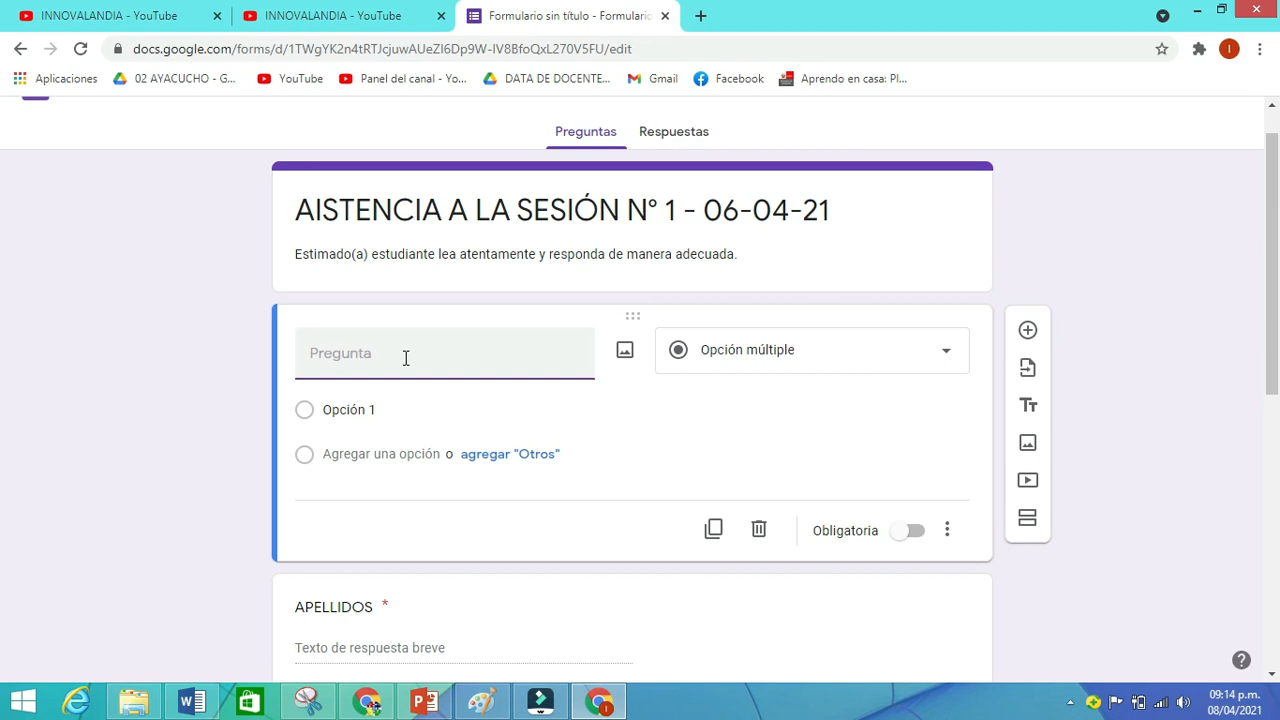 INNOVALANDIA - YouTube
INNOVALANDIA - YouTube
Formulario sin título - Formulario
docs.google.com/forms/d/1TWgYK2n4tRTJcjuwAUeZI6Dp9W-IV8BfoQxL270V5FU/edit
I
Aplicaciones
02 AYACUCHO - G...
YouTube
Panel del canal - Yo...
DATA DE DOCENTE...
Gmail
Facebook
Aprendo en casa: Pl...
Preguntas
Respuestas
AISTENCIA A LA SESIÓN N° 1 - 06-04-21
Estimado(a) estudiante lea atentamente y responda de manera adecuada.
Pregunta
Opción múltiple
Opción 1
Agregar una opción o agregar "Otros"
Obligatoria
APELLIDOS *
Texto de respuesta breve
09:14 p.m.
08/04/2021